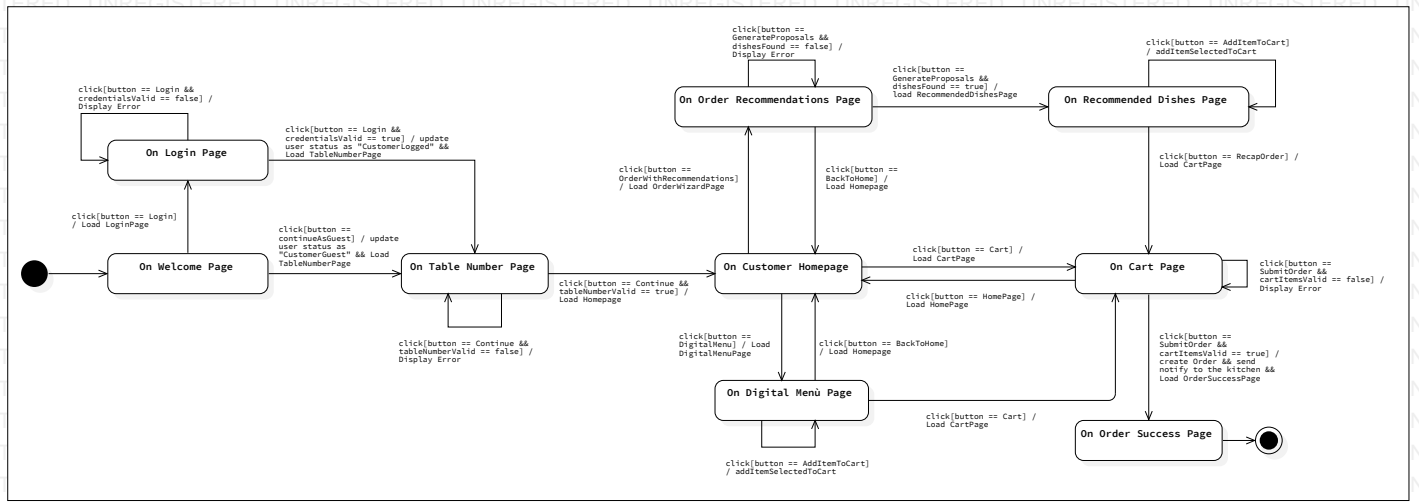 UNREGISTERED UNREGISTERED UNREGISTERED UNREGISTERED UNREGISTERED
click[button ==
GenerateProposals &&
dishesFound == false] /
Display Error
click[button == AddItemToCart]
/ addItemSelectedToCart
click[button ==
GenerateProposals &&
dishesFound == true] /
load RecommendedDishesPage
click[button == Login &&
credentialsValid == false] /
Display Error
On Order Recommendations Page
On Recommended Dishes Page
click[button == Login &&
credentialsValid == true] / update
user status as "CustomerLogged" &&
Load TableNumberPage
On Login Page
click[button ==
OrderWithRecommendations]
/ Load OrderWizardPage
click[button ==
BackToHome] /
Load Homepage
click[button == RecapOrder] /
Load CartPage
click[button == Login]
/ Load LoginPage
click[button ==
continueAsGuest] / update
user status as
"CustomerGuest" && Load
TableNumberPage
On Welcome Page
On Table Number Page
On Customer Homepage
click[button == Cart] /
Load CartPage
On Cart Page
click[button ==
SubmitOrder &&
cartItemsValid == false] /
Display Error
click[button == Continue &&
tableNumberValid == true] /
Load Homepage
click[button == HomePage] /
Load HomePage
click[button == Continue &&
tableNumberValid == false] /
Display Error
click[button ==
DigitalMenu] / Load
DigitalMenuPage
click[button == BackToHome]
/ Load Homepage
click[button ==
SubmitOrder &&
cartItemsValid == true] /
create Order && send
notify to the kitchen &&
Load OrderSuccessPage
On Digital Menù Page
click[button == Cart] /
Load CartPage
On Order Success Page
click[button == AddItemToCart]
/ addItemSelectedToCart